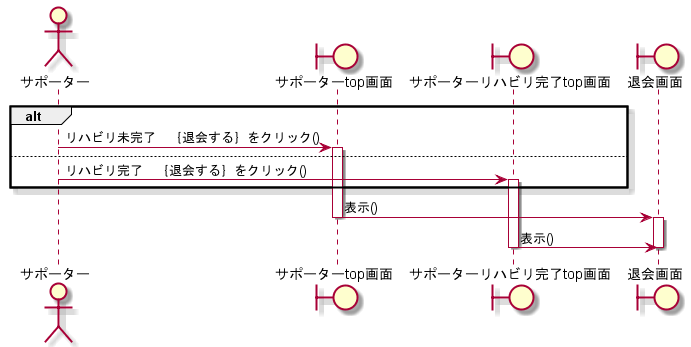 サポーター
サポーターtop画面
サポーターリハビリ完了top画面
退会画面
alt
リハビリ未完了　｛退会する｝をクリック()
リハビリ完了　｛退会する｝をクリック()
表示()
表示()
サポーター
サポーターtop画面
サポーターリハビリ完了top画面
退会画面